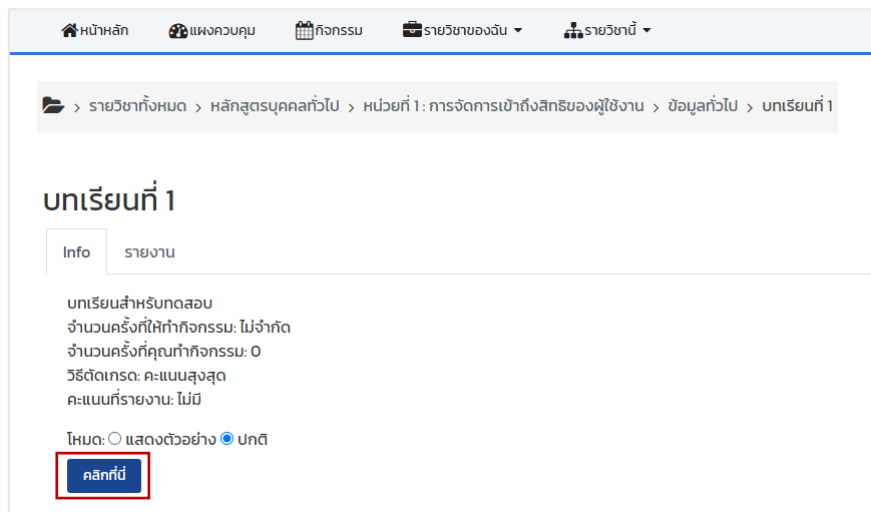 หน้าหลัก แผงควบคุม กิจกรรม รายวิชาของฉัน รายวิชานี้
> รายวิชาทั้งหมด > หลักสูตรบุคคลทั่วไป > หน่วยที่ 1 : การจัดการเข้าถึงสิทธิของผู้ใช้งาน > ข้อมูลทั่วไป > บทเรียนที่ 1
บทเรียนที่ 1
Info รายงาน
บทเรียนสำหรับทดสอบ
จำนวนครั้งที่ให้ทำกิจกรรม: ไม่จำกัด
จำนวนครั้งที่คุณทำกิจกรรม: 0
วิธีตัดเกรด: คะแนนสูงสุด
คะแนนที่รายงาน: ไม่มี
โหมด: แสดงตัวอย่าง ปกติ
คลิกที่นี่